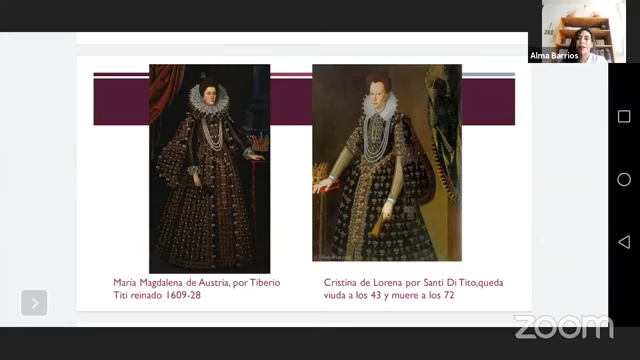 Alma Barrios
María Magdalena de Austria, por Tiberio
Titi reinado 1609-28
Cristina de Lorena por Santi Di Tito,queda
viuda a los 43 y muere a los 72
zoom